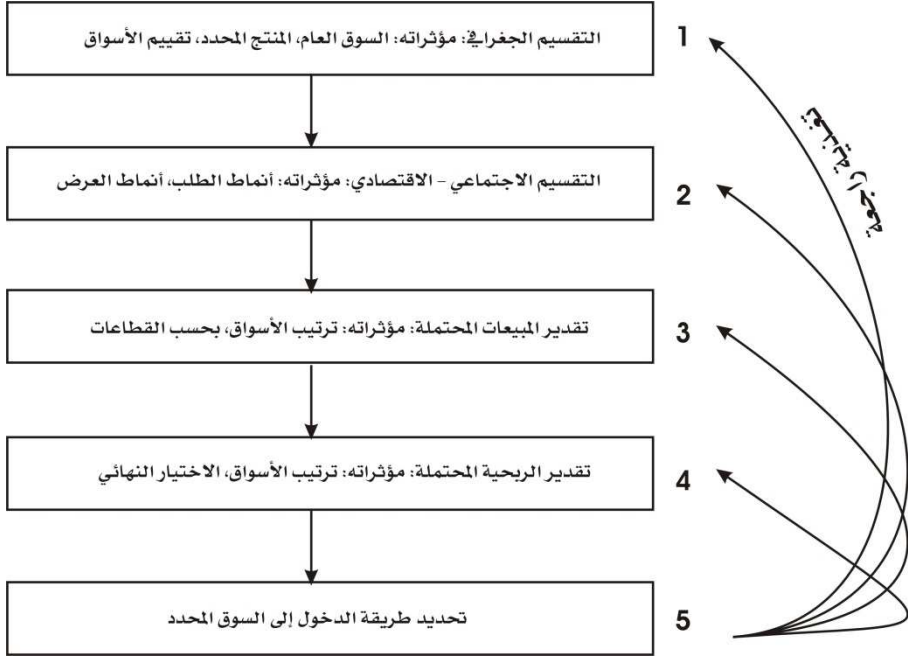 التقسيم الجغرافي: مؤثراته: السوق العام، المنتج المحدد، تقييم الأسواق
1
التقسيم الاجتماعي - الاقتصادي: مؤثراته: أنماط الطلب، أنماط العرض
2
تقدير المبيعات المحتملة: مؤثراته: ترتيب الأسواق، بحسب القطاعات
3
تقدير الربحية المحتملة: مؤثراته: ترتيب الأسواق، الاختيار النهائي
4
تحديد طريقة الدخول إلى السوق المحدد
5
تغذية راجعة